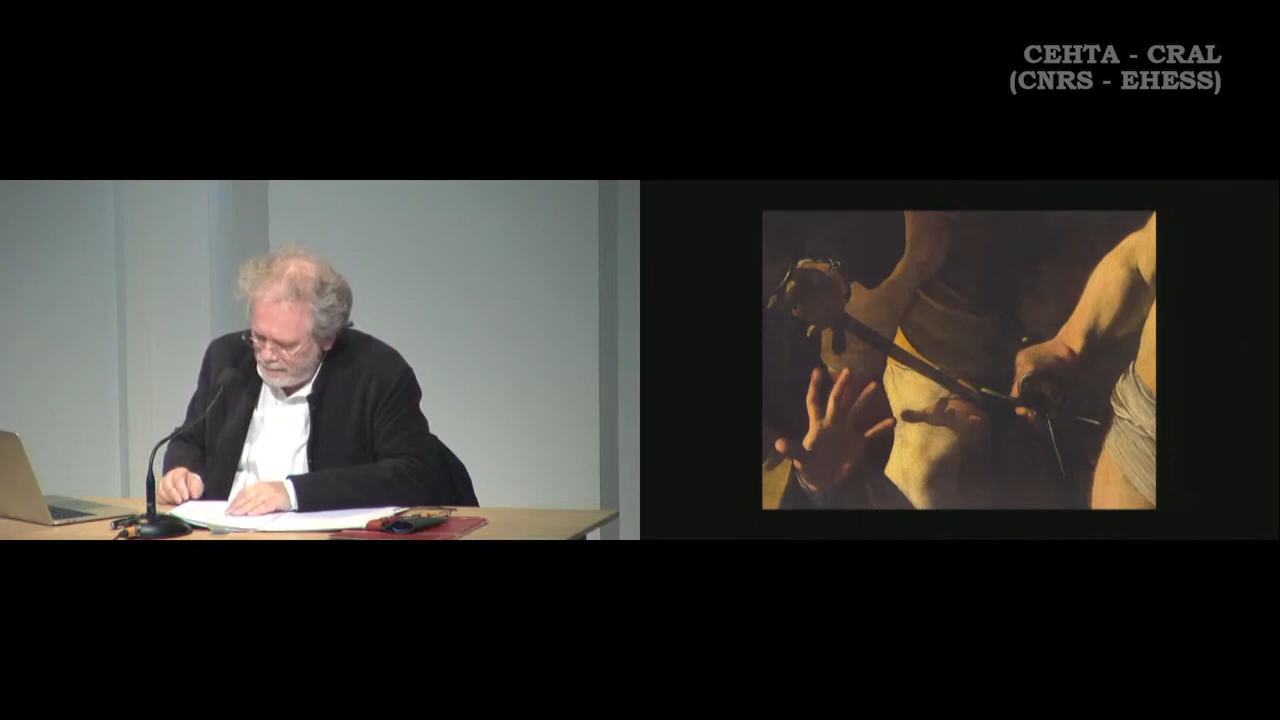 CEHTA - CRAL
(CNRS - EHESS)